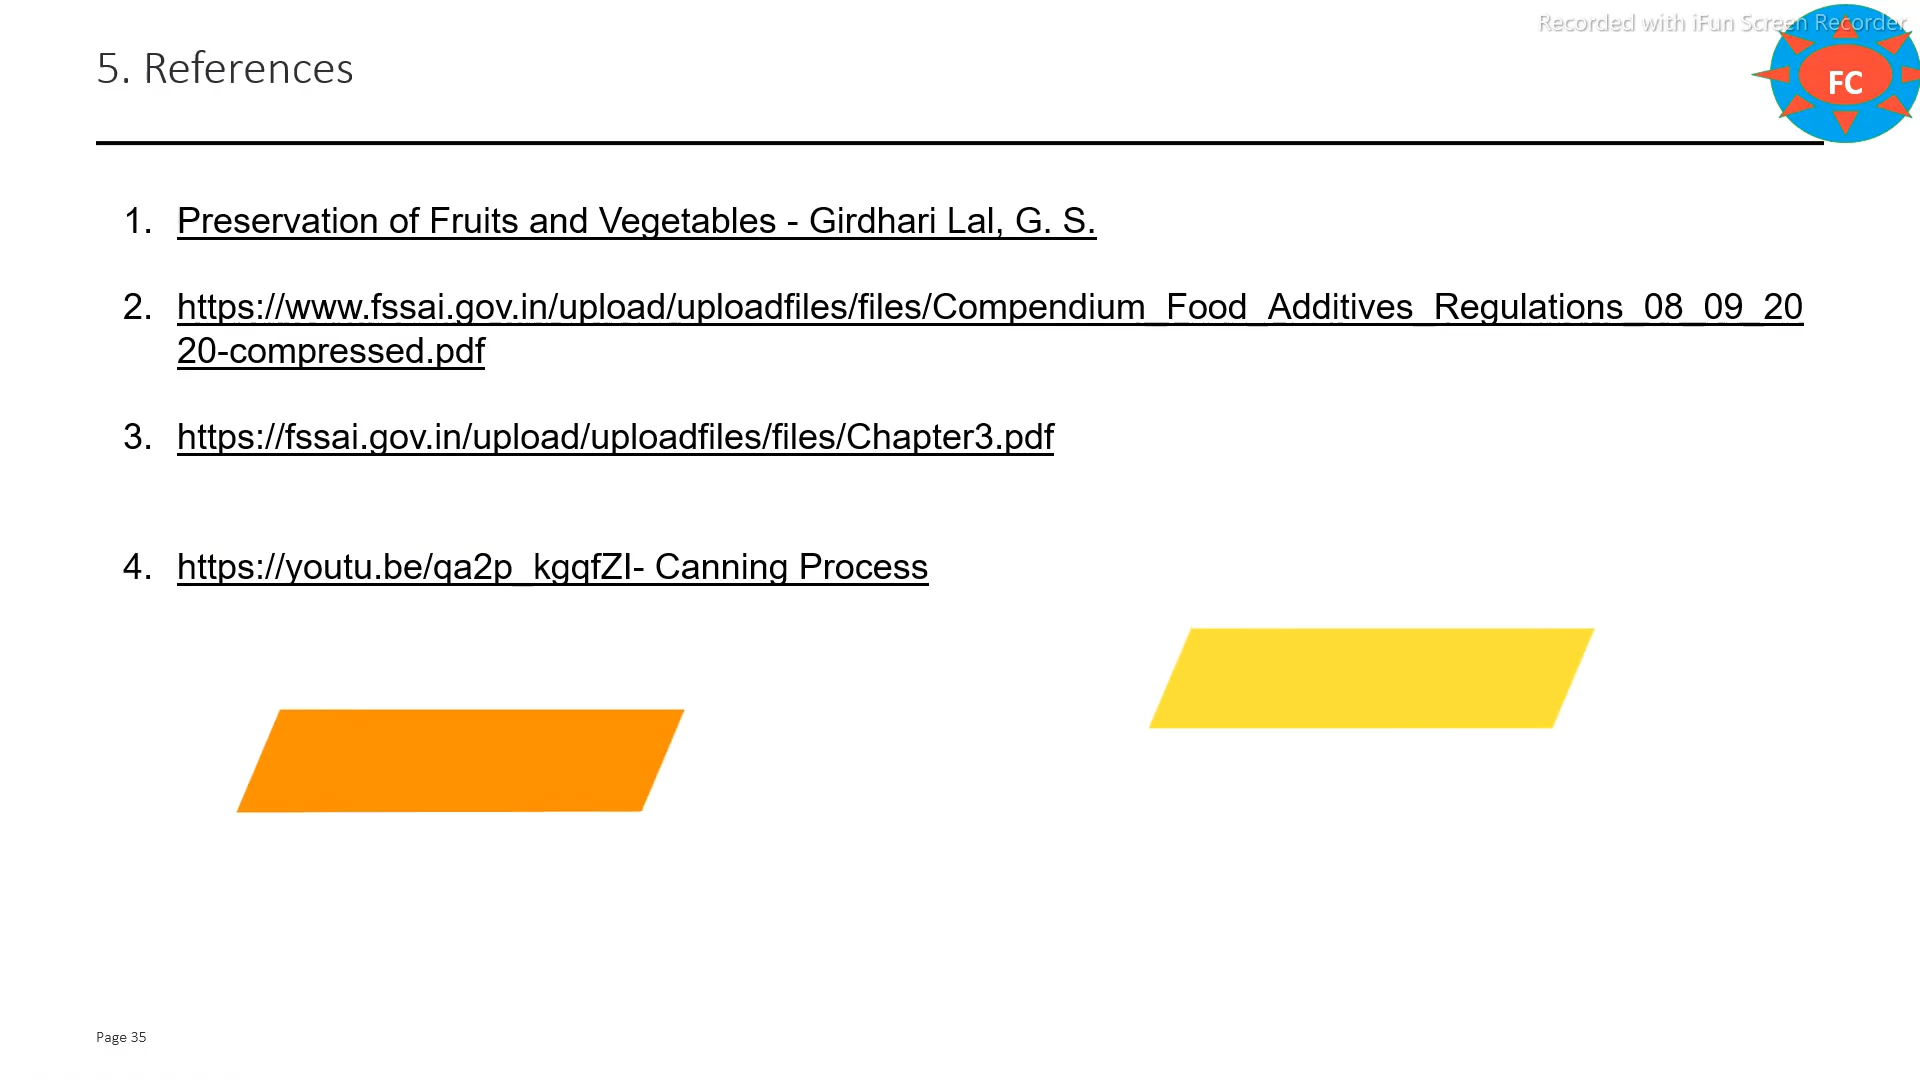 Recorded with iFun Screen Recorder
5. References
FC
1. Preservation of Fruits and Vegetables - Girdhari Lal, G. S.
2. https://www.fssai.gov.in/upload/uploadfiles/files/Compendium_Food_Additives_Regulations_08_09_20
20-compressed.pdf
3. https://fssai.gov.in/upload/uploadfiles/files/Chapter3.pdf
4. https://youtu.be/qa2p_kgqfZI- Canning Process
Page 35